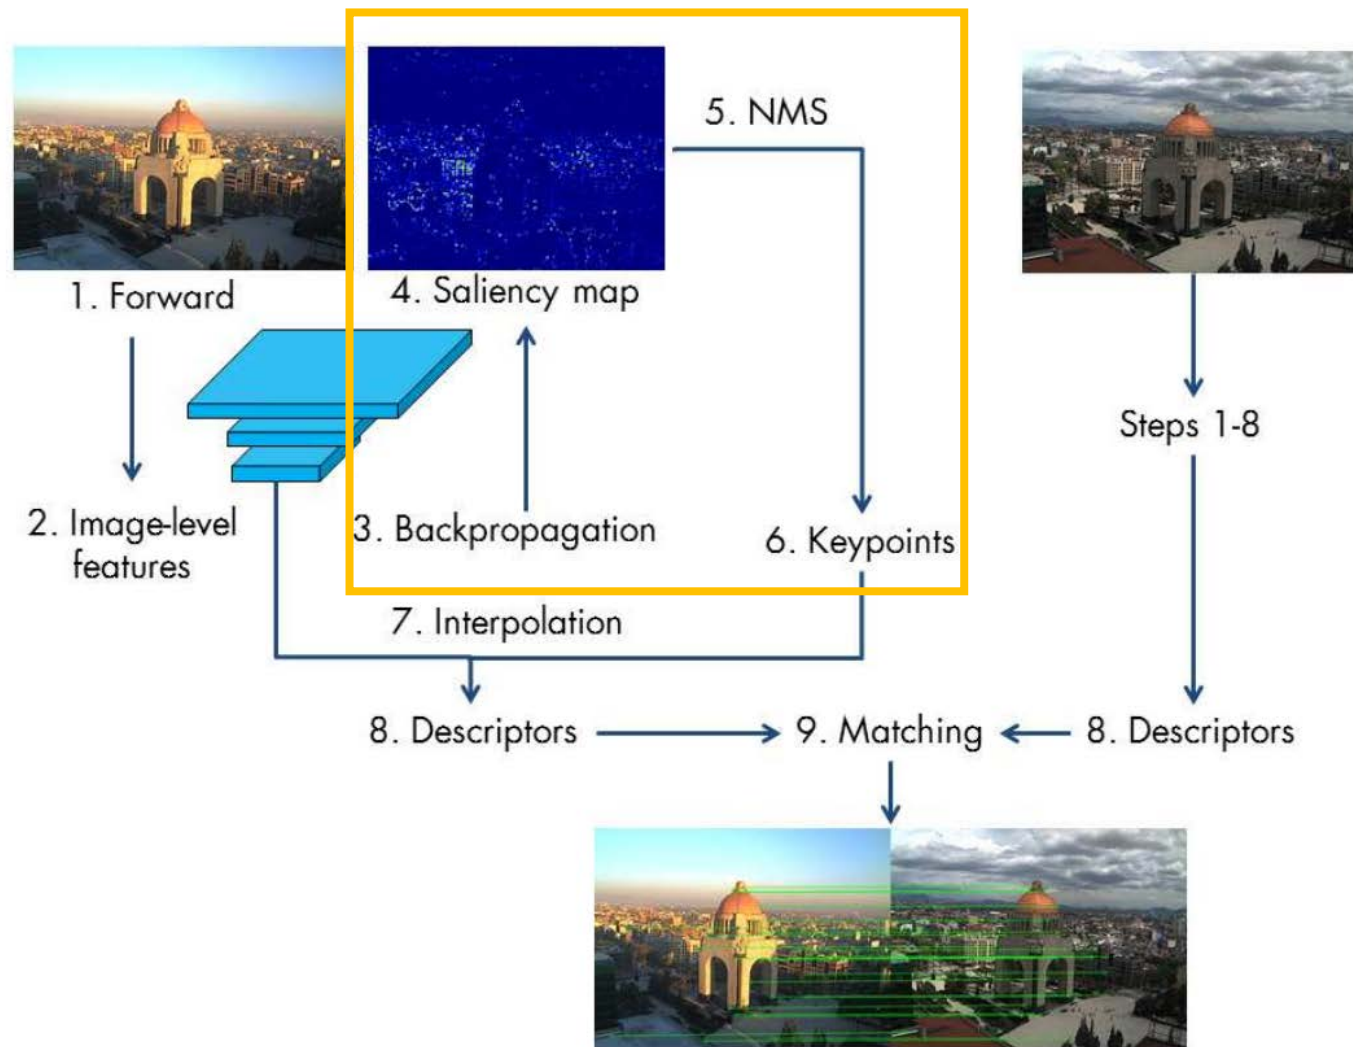 1. Forward
2. Image-level
features
3. Backpropagation
4. Saliency map
5. NMS
6. Keypoints
7. Interpolation
8. Descriptors
9. Matching
8. Descriptors
Steps 1-8